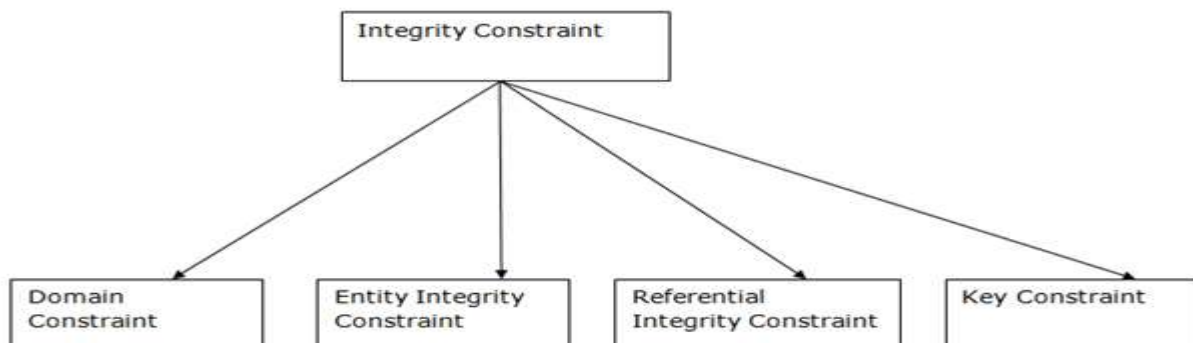 Integrity Constraint
Domain
Constraint
Entity Integrity
Constraint
Referential
Integrity Constraint
Key Constraint